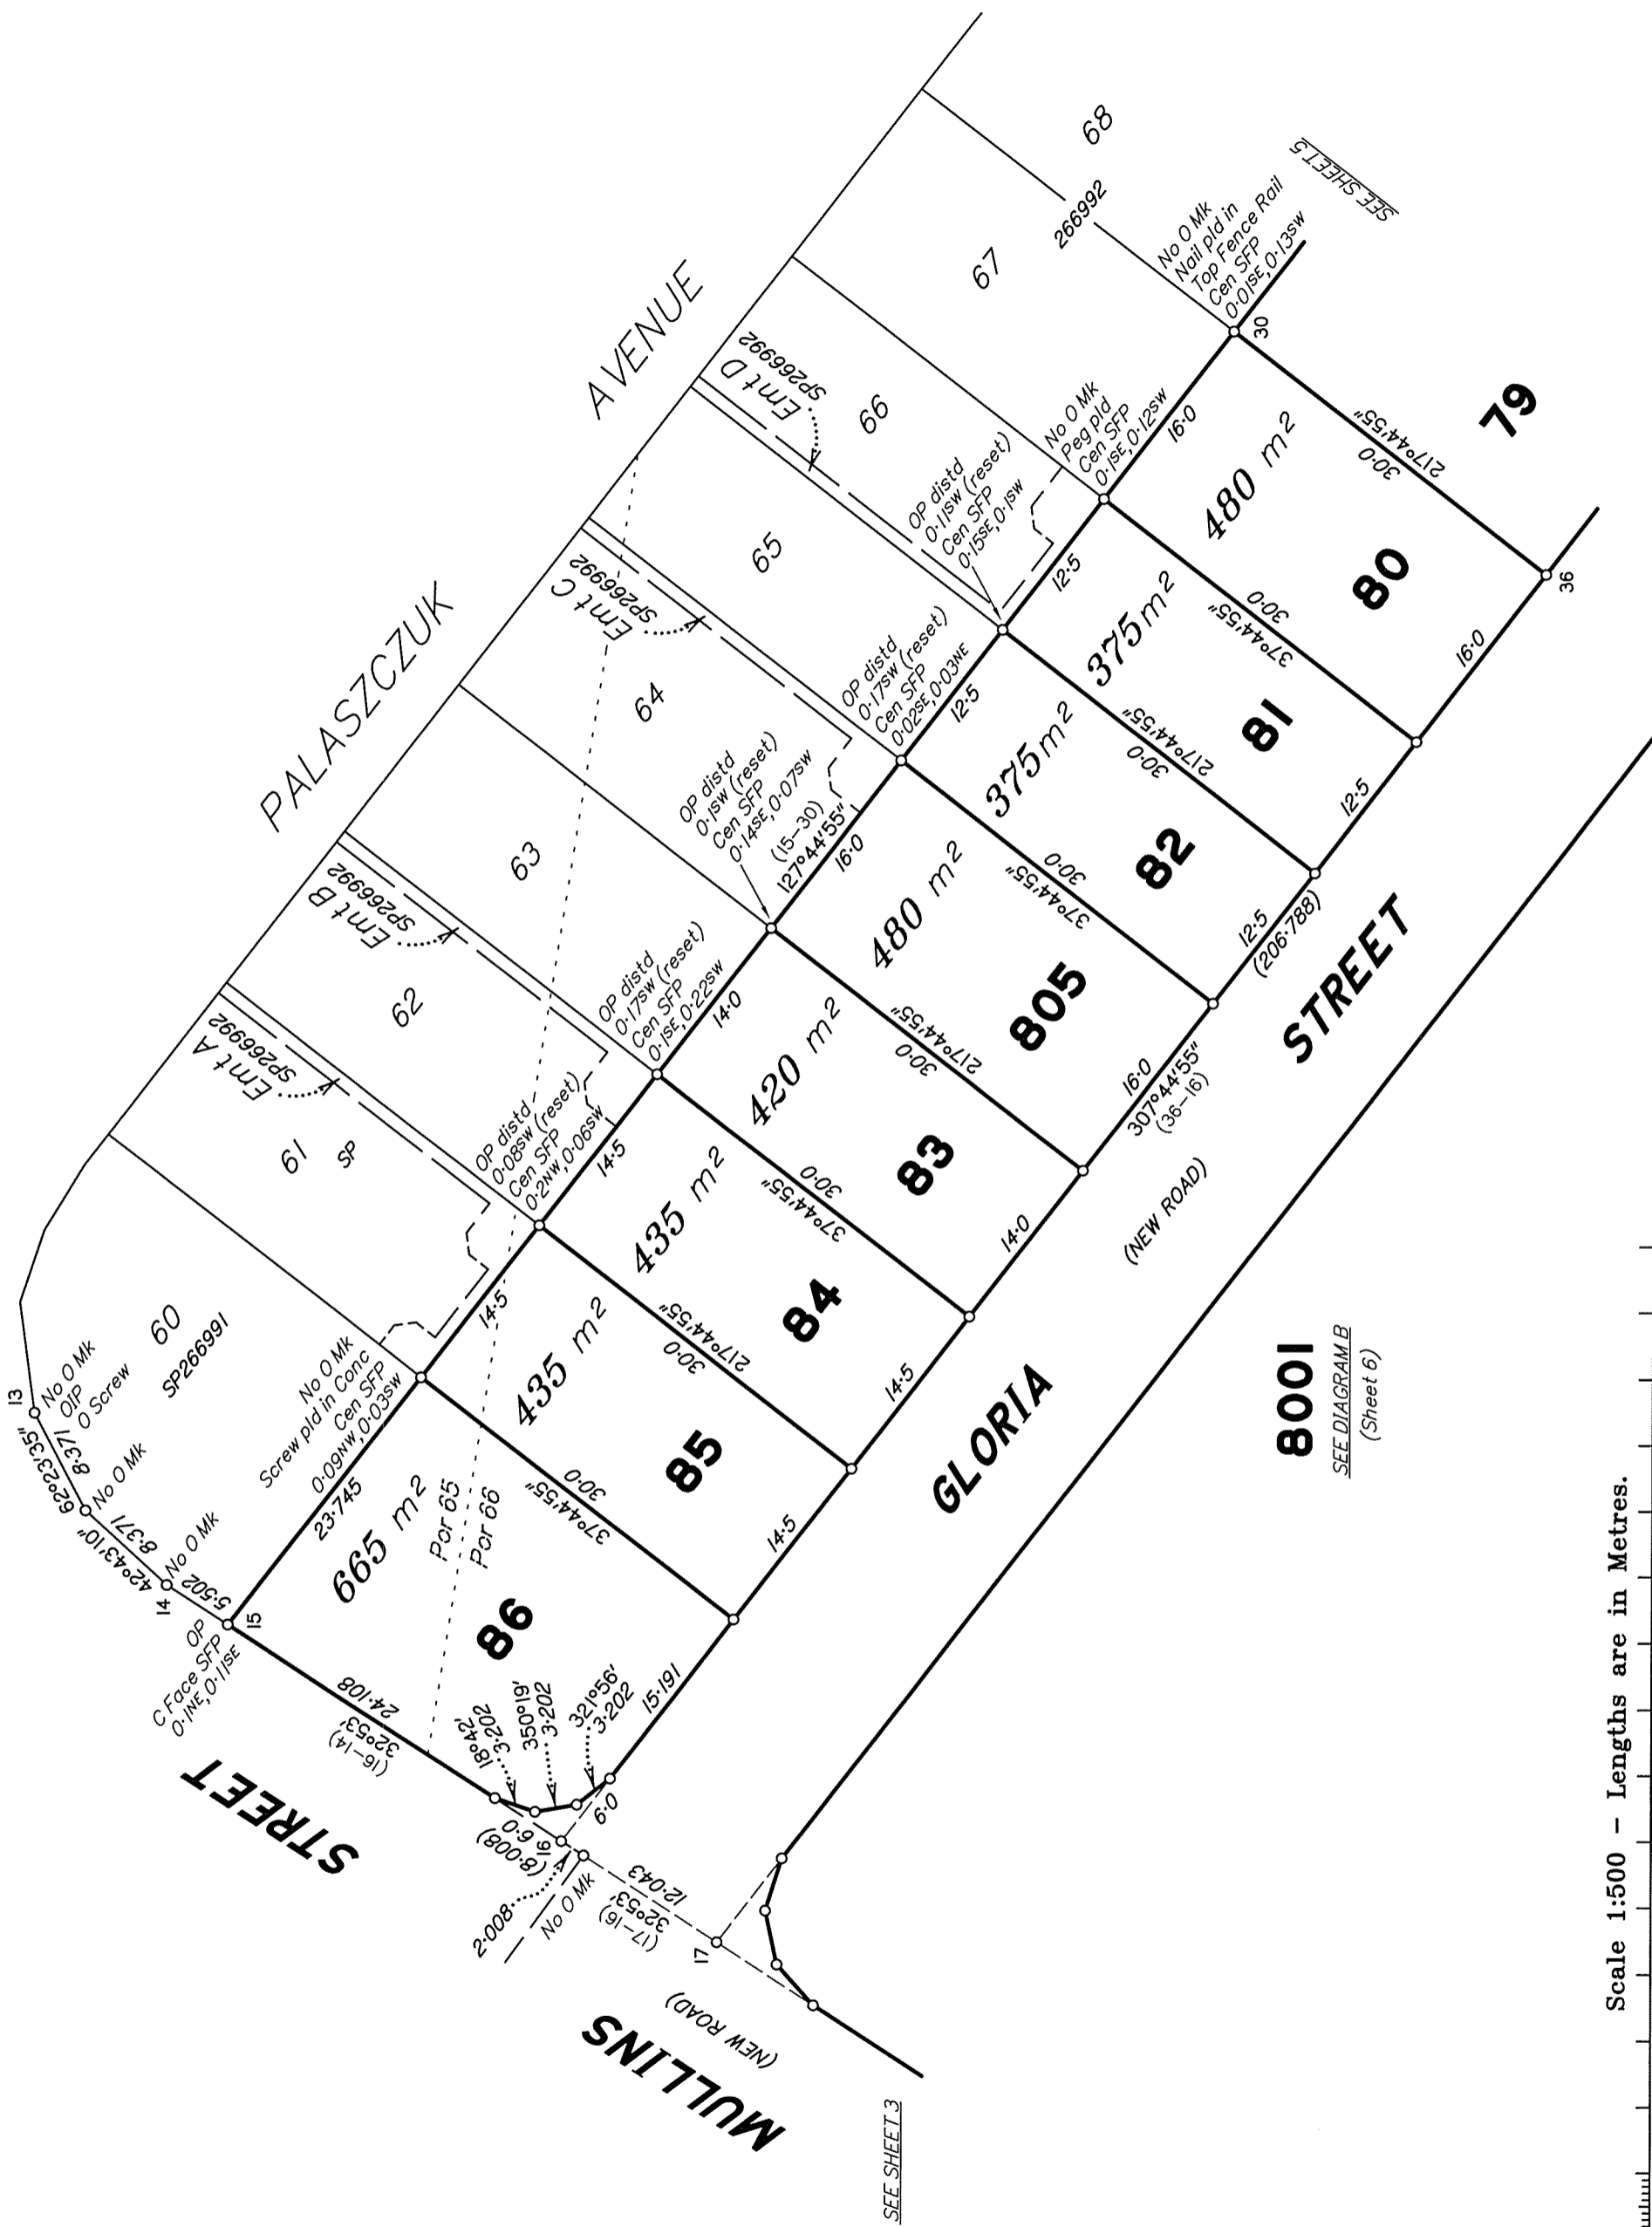 PALASZCZUK
AVENUE
13
No O Mk
OIP
O Screw
62°23'35"
8·371
No O Mk
42°43'10"
8·371
14
No O Mk
5·502
OP
C Face SFP
0·1NE,0·11SE
15
60
SP266991
61
SP
62
63
64
65
66
67
68
266992
Emt A
SP266992
Emt B
SP266992
Emt C
SP266992
Emt D
SP266992
No O Mk
Screw pld in Conc
Cen SFP
0·09NW,0·03SW
OP distd
0·08SW (reset)
Cen SFP
0·2NW,0·06SW
OP distd
0·17SW (reset)
Cen SFP
0·1SE,0·22SW
OP distd
0·1SW (reset)
Cen SFP
0·14SE,0·07SW
(15-30)
127°44'55"
OP distd
0·17SW (reset)
Cen SFP
0·02SE,0·03NE
OP distd
0·11SW (reset)
Cen SFP
0·15SE,0·1SW
No O Mk
Peg pld
Cen SFP
0·1SE,0·12SW
No O Mk
Nail pld in
Top Fence Rail
Cen SFP
0·01SE,0·13SW
30
SEE SHEET 5
23·745
14·5
14·5
14·0
16·0
12·5
12·5
16·0
665 m²
Por 65
Por 66
86
37°44'55"
30·0
435 m²
85
217°44'55"
30·0
435 m²
84
37°44'55"
30·0
420 m²
83
217°44'55"
30·0
480 m²
805
37°44'55"
30·0
375 m²
82
217°44'55"
30·0
375 m²
81
37°44'55"
30·0
480 m²
80
217°44'55"
30·0
79
36
24·108
32°53'
(16-14)
18°42'
3·202
350°19'
3·202
321°56'
3·202
6·0
6·0
(8·008)
16
2·008
No O Mk
12·043
32°53'
(17-16)
17
15·191
14·5
14·5
14·0
16·0
307°44'55"
(36-16)
12·5
(206·788)
12·5
16·0
MULLINS
STREET
(NEW ROAD)
GLORIA
STREET
(NEW ROAD)
8001
SEE DIAGRAM B
(Sheet 6)
SEE SHEET 3
Scale 1:500 – Lengths are in Metres.